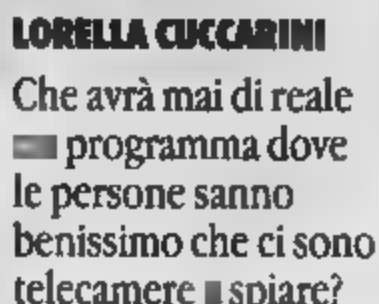 LORELLA CUCCARINI
Che avrà mai di reale
programma dove
le persone sanno
benissimo che ci sono
telecamere spiare?